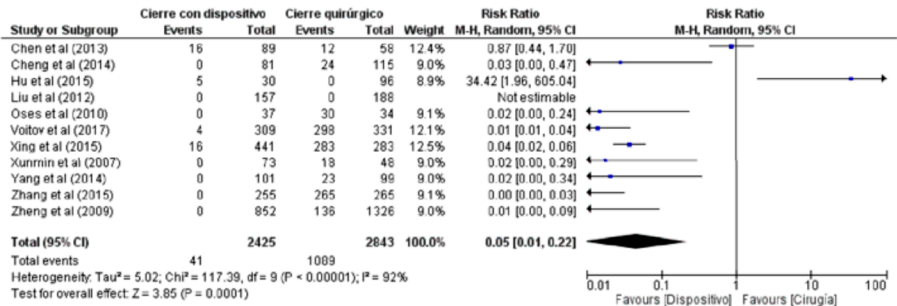 Cierre con dispositivo Cierre quirúrgico Risk Ratio Risk Ratio
Study or Subgroup Events Total Events Total Weight M-H, Random, 95% CI M-H, Random, 95% CI
Chen et al (2013) 16 89 12 58 12.4% 0.87 [0.44, 1.70]
Cheng et al (2014) 0 81 24 115 9.0% 0.03 [0.00, 0.47]
Hu et al (2015) 5 30 0 96 8.9% 34.42 [1.96, 605.04]
Liu et al (2012) 0 157 0 188 Not estimable
Oses et al (2010) 0 37 30 34 9.1% 0.02 [0.00, 0.24]
Voitov et al (2017) 4 309 298 331 12.1% 0.01 [0.01, 0.04]
Xing et al (2015) 16 441 283 283 12.4% 0.04 [0.02, 0.06]
Xunmin et al (2007) 0 73 18 48 9.0% 0.02 [0.00, 0.29]
Yang et al (2014) 0 101 23 99 9.0% 0.02 [0.00, 0.34]
Zhang et al (2015) 0 255 265 265 9.1% 0.00 [0.00, 0.03]
Zheng et al (2009) 0 852 136 1326 9.0% 0.01 [0.00, 0.09]
Total (95% CI) 2425 2843 100.0% 0.05 [0.01, 0.22]
Total events 41 1089
Heterogeneity: Tau² = 5.02; Chi² = 117.39, df = 9 (P < 0.00001); I² = 92%
Test for overall effect: Z = 3.85 (P = 0.0001)
0.01 0.1 1 10 100
Favours [Dispositivo] Favours [Cirugía]